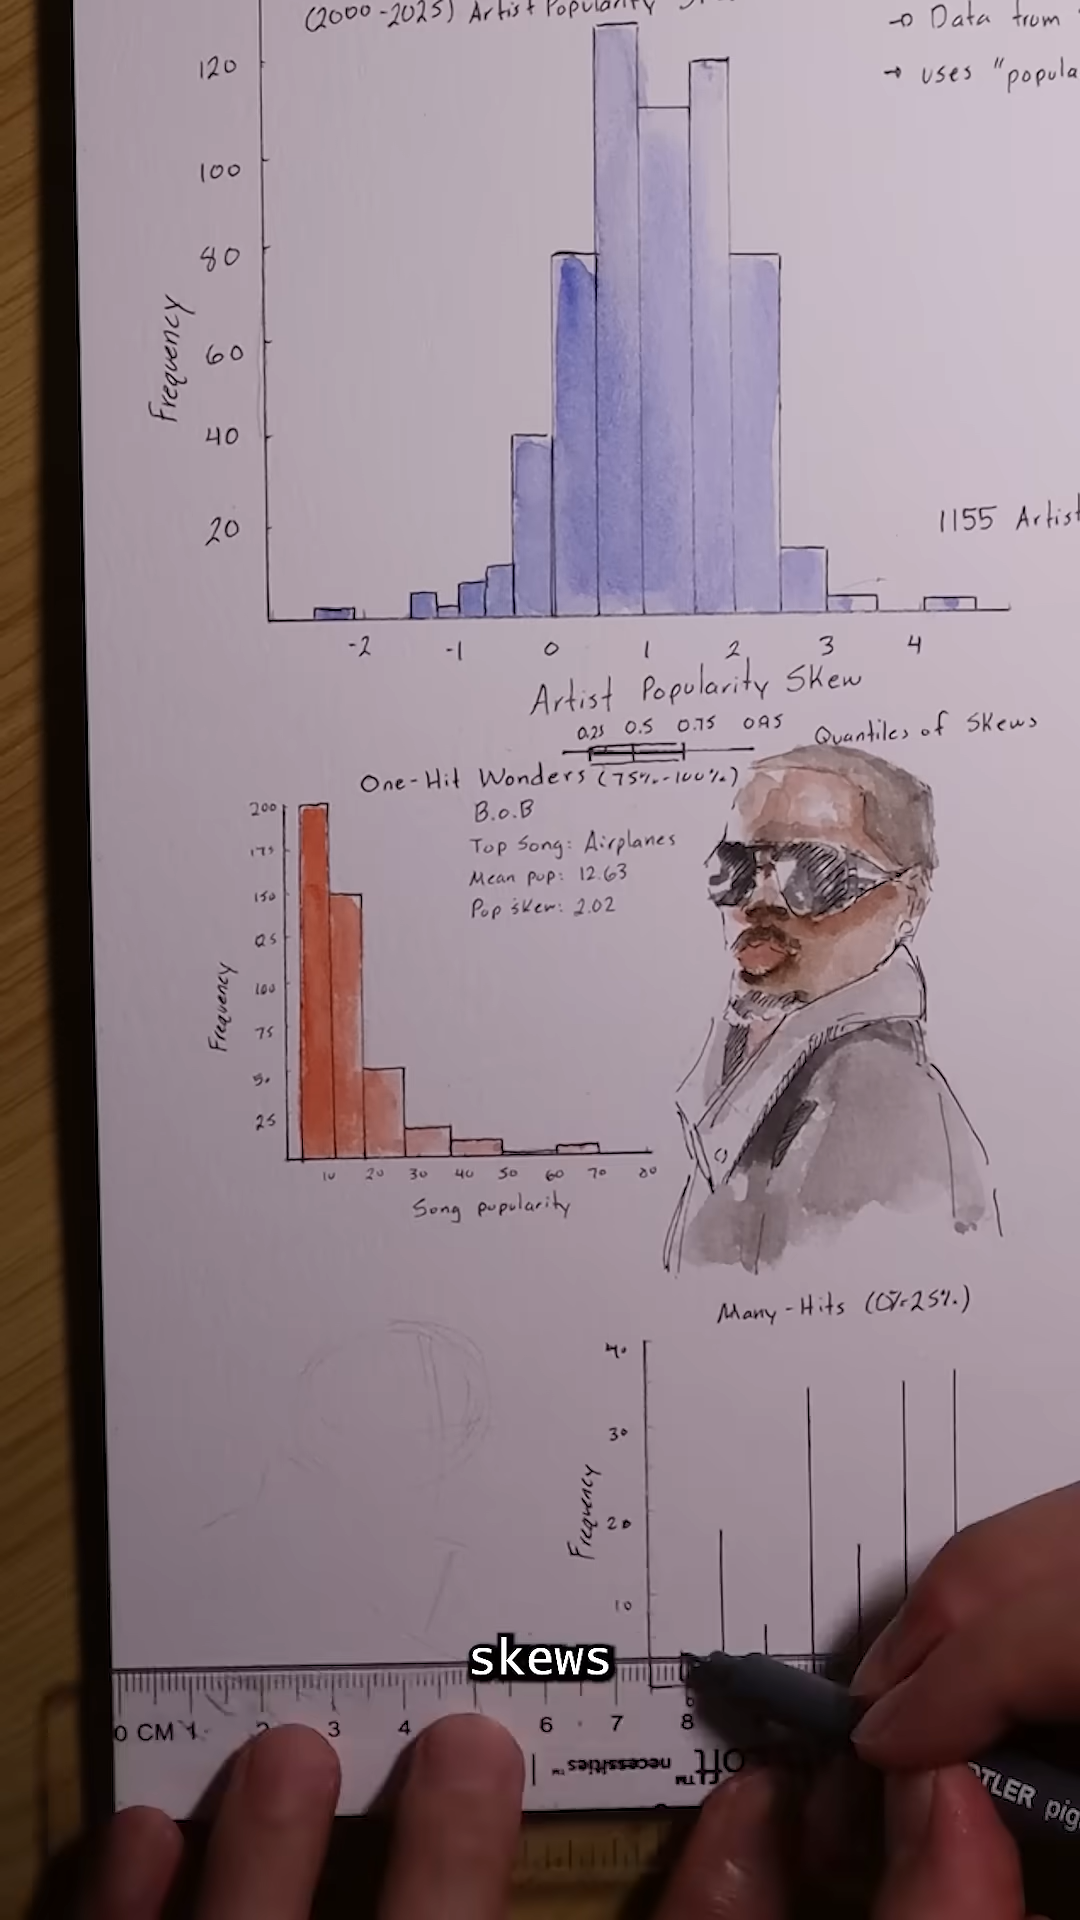 (2000-2025) Artist Popularity
→ Data from
→ uses "popula
120
100
80
60
40
20
Frequency
1155 Artist
-2 -1 0 1 2 3 4
Artist Popularity Skew
0.25 0.5 0.75 0.95
Quantiles of Skews
One-Hit Wonders (75%-100%)
B.o.B
Top Song: Airplanes
Mean pop: 12.63
Pop skew: 2.02
200
175
150
125
100
75
50
25
Frequency
10 20 30 40 50 60 70 80
Song popularity
Many-Hits (0%-25%)
40
30
20
10
Frequency
skews
0 CM 1 2 3 4 6 7 8
necessities™
TLER pig